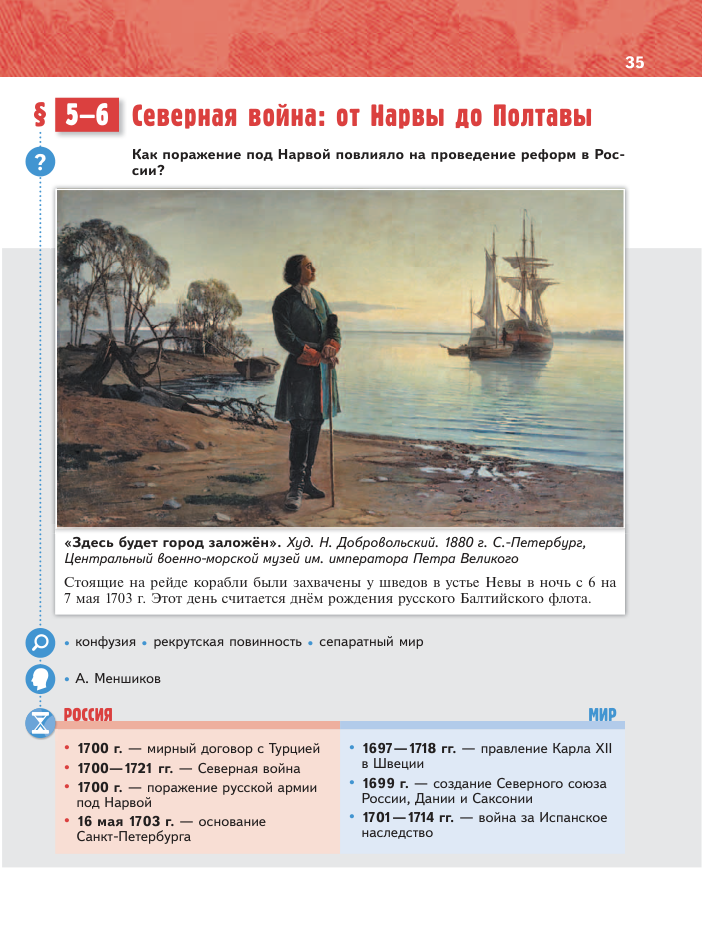 35
§ 5–6 Северная война: от Нарвы до Полтавы
?
Как поражение под Нарвой повлияло на проведение реформ в Рос-
сии?
«Здесь будет город заложён». Худ. Н. Добровольский. 1880 г. С.-Петербург,
Центральный военно-морской музей им. императора Петра Великого
Стоящие на рейде корабли были захвачены у шведов в устье Невы в ночь с 6 на
7 мая 1703 г. Этот день считается днём рождения русского Балтийского флота.
• конфузия • рекрутская повинность • сепаратный мир
• А. Меншиков
РОССИЯ
• 1700 г. — мирный договор с Турцией
• 1700—1721 гг. — Северная война
• 1700 г. — поражение русской армии
под Нарвой
• 16 мая 1703 г. — основание
Санкт-Петербурга
МИР
• 1697—1718 гг. — правление Карла XII
в Швеции
• 1699 г. — создание Северного союза
России, Дании и Саксонии
• 1701—1714 гг. — война за Испанское
наследство